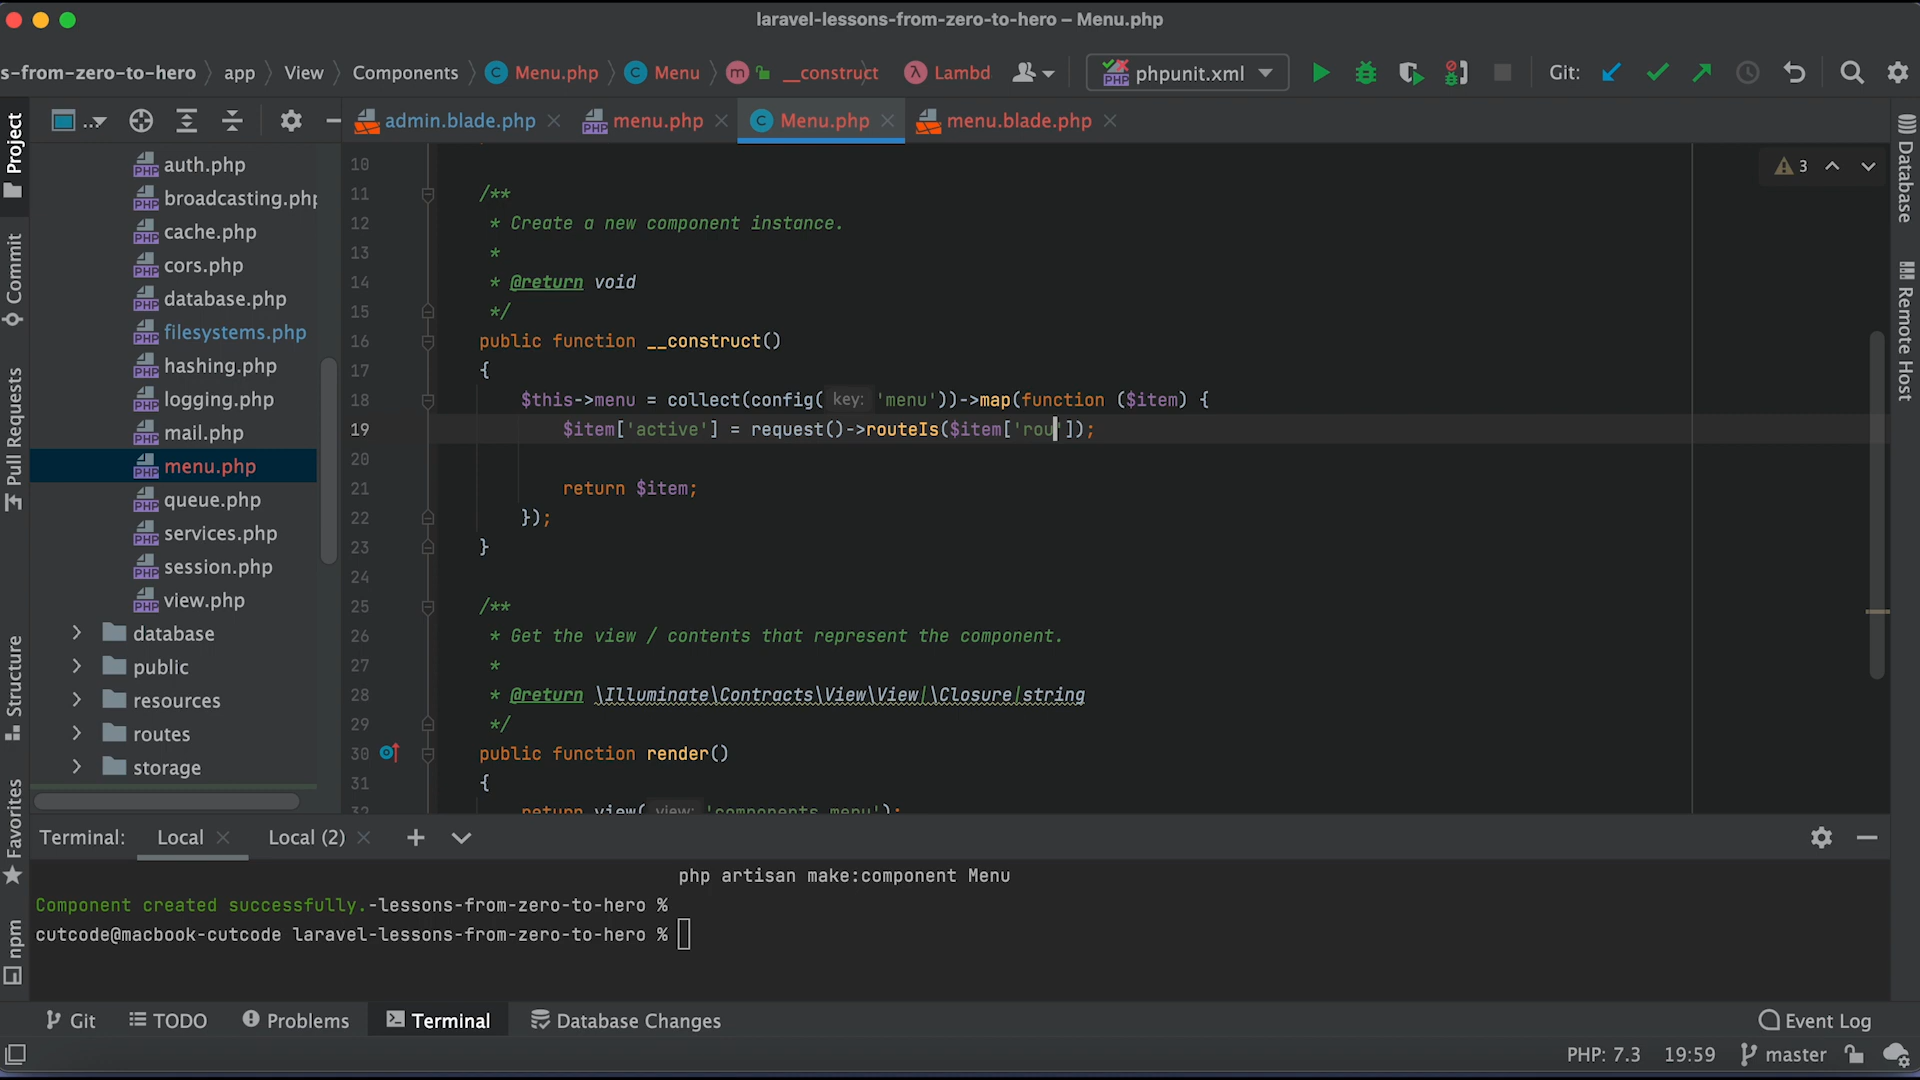 laravel-lessons-from-zero-to-hero – Menu.php
s-from-zero-to-hero app View Components Menu.php Menu __construct Lambd phpunit.xml Git:
admin.blade.php menu.php Menu.php menu.blade.php
Project
Commit
Pull Requests
Structure
Favorites
npm
auth.php
broadcasting.php
cache.php
cors.php
database.php
filesystems.php
hashing.php
logging.php
mail.php
menu.php
queue.php
services.php
session.php
view.php
database
public
resources
routes
storage
3
10
11 /**
12 * Create a new component instance.
13 *
14 * @return void
15 */
16 public function __construct()
17 {
18 $this->menu = collect(config( key: 'menu'))->map(function ($item) {
19 $item['active'] = request()->routeIs($item['rou']);
20
21 return $item;
22 });
23 }
24
25 /**
26 * Get the view / contents that represent the component.
27 *
28 * @return \Illuminate\Contracts\View\View|\Closure|string
29 */
30 public function render()
31 {
32 return view( view: 'components.menu');
Database
Remote Host
Terminal: Local Local (2)
php artisan make:component Menu
Component created successfully.-lessons-from-zero-to-hero %
cutcode@macbook-cutcode laravel-lessons-from-zero-to-hero %
Git TODO Problems Terminal Database Changes Event Log
PHP: 7.3 19:59 master